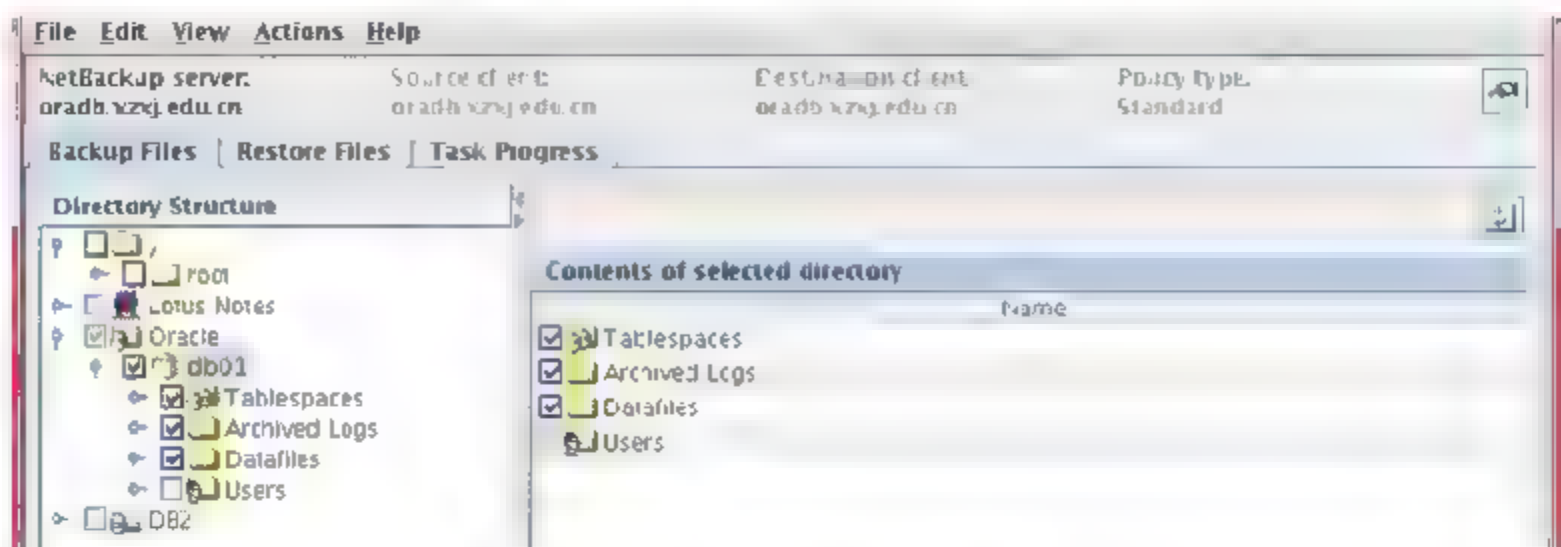 File Edit View Actions Help
NetBackup server: Source client: Destination client: Policy type:
oradb.xzxj.edu.cn oradb.xzxj.edu.cn oradb.xzxj.edu.cn Standard
Backup Files Restore Files Task Progress
Directory Structure
/
root
Lotus Notes
Oracle
db01
Tablespaces
Archived Logs
Datafiles
Users
DB2
Contents of selected directory
Name
Tablespaces
Archived Logs
Datafiles
Users